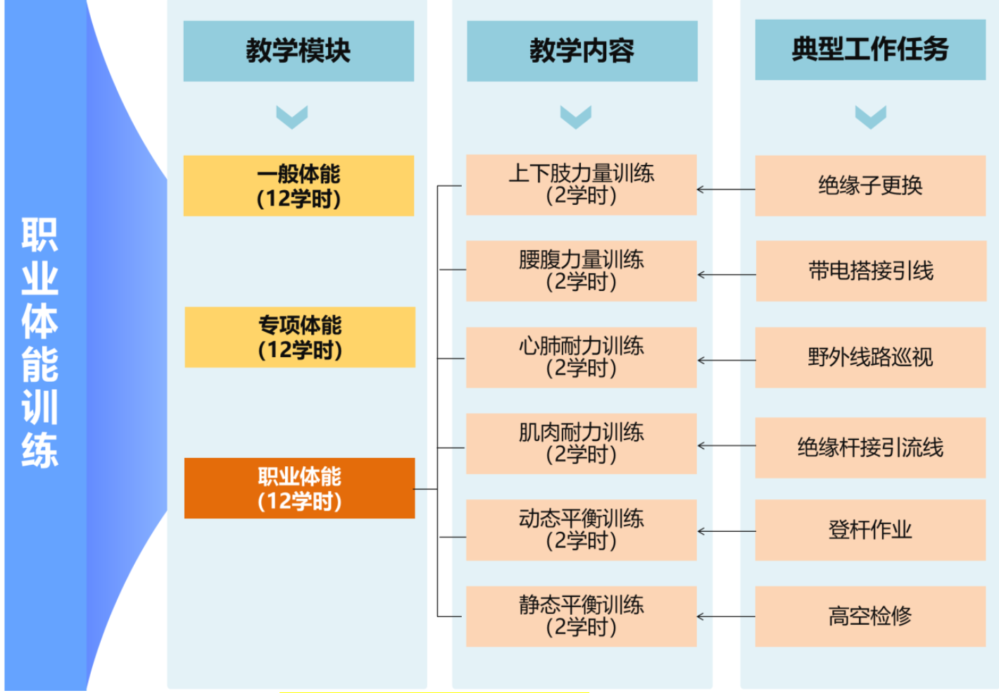 职业体能训练
教学模块
一般体能
(12学时)
专项体能
(12学时)
职业体能
(12学时)
教学内容
上下肢力量训练
(2学时)
腰腹力量训练
(2学时)
心肺耐力训练
(2学时)
肌肉耐力训练
(2学时)
动态平衡训练
(2学时)
静态平衡训练
(2学时)
典型工作任务
绝缘子更换
带电搭接引线
野外线路巡视
绝缘杆接引流线
登杆作业
高空检修